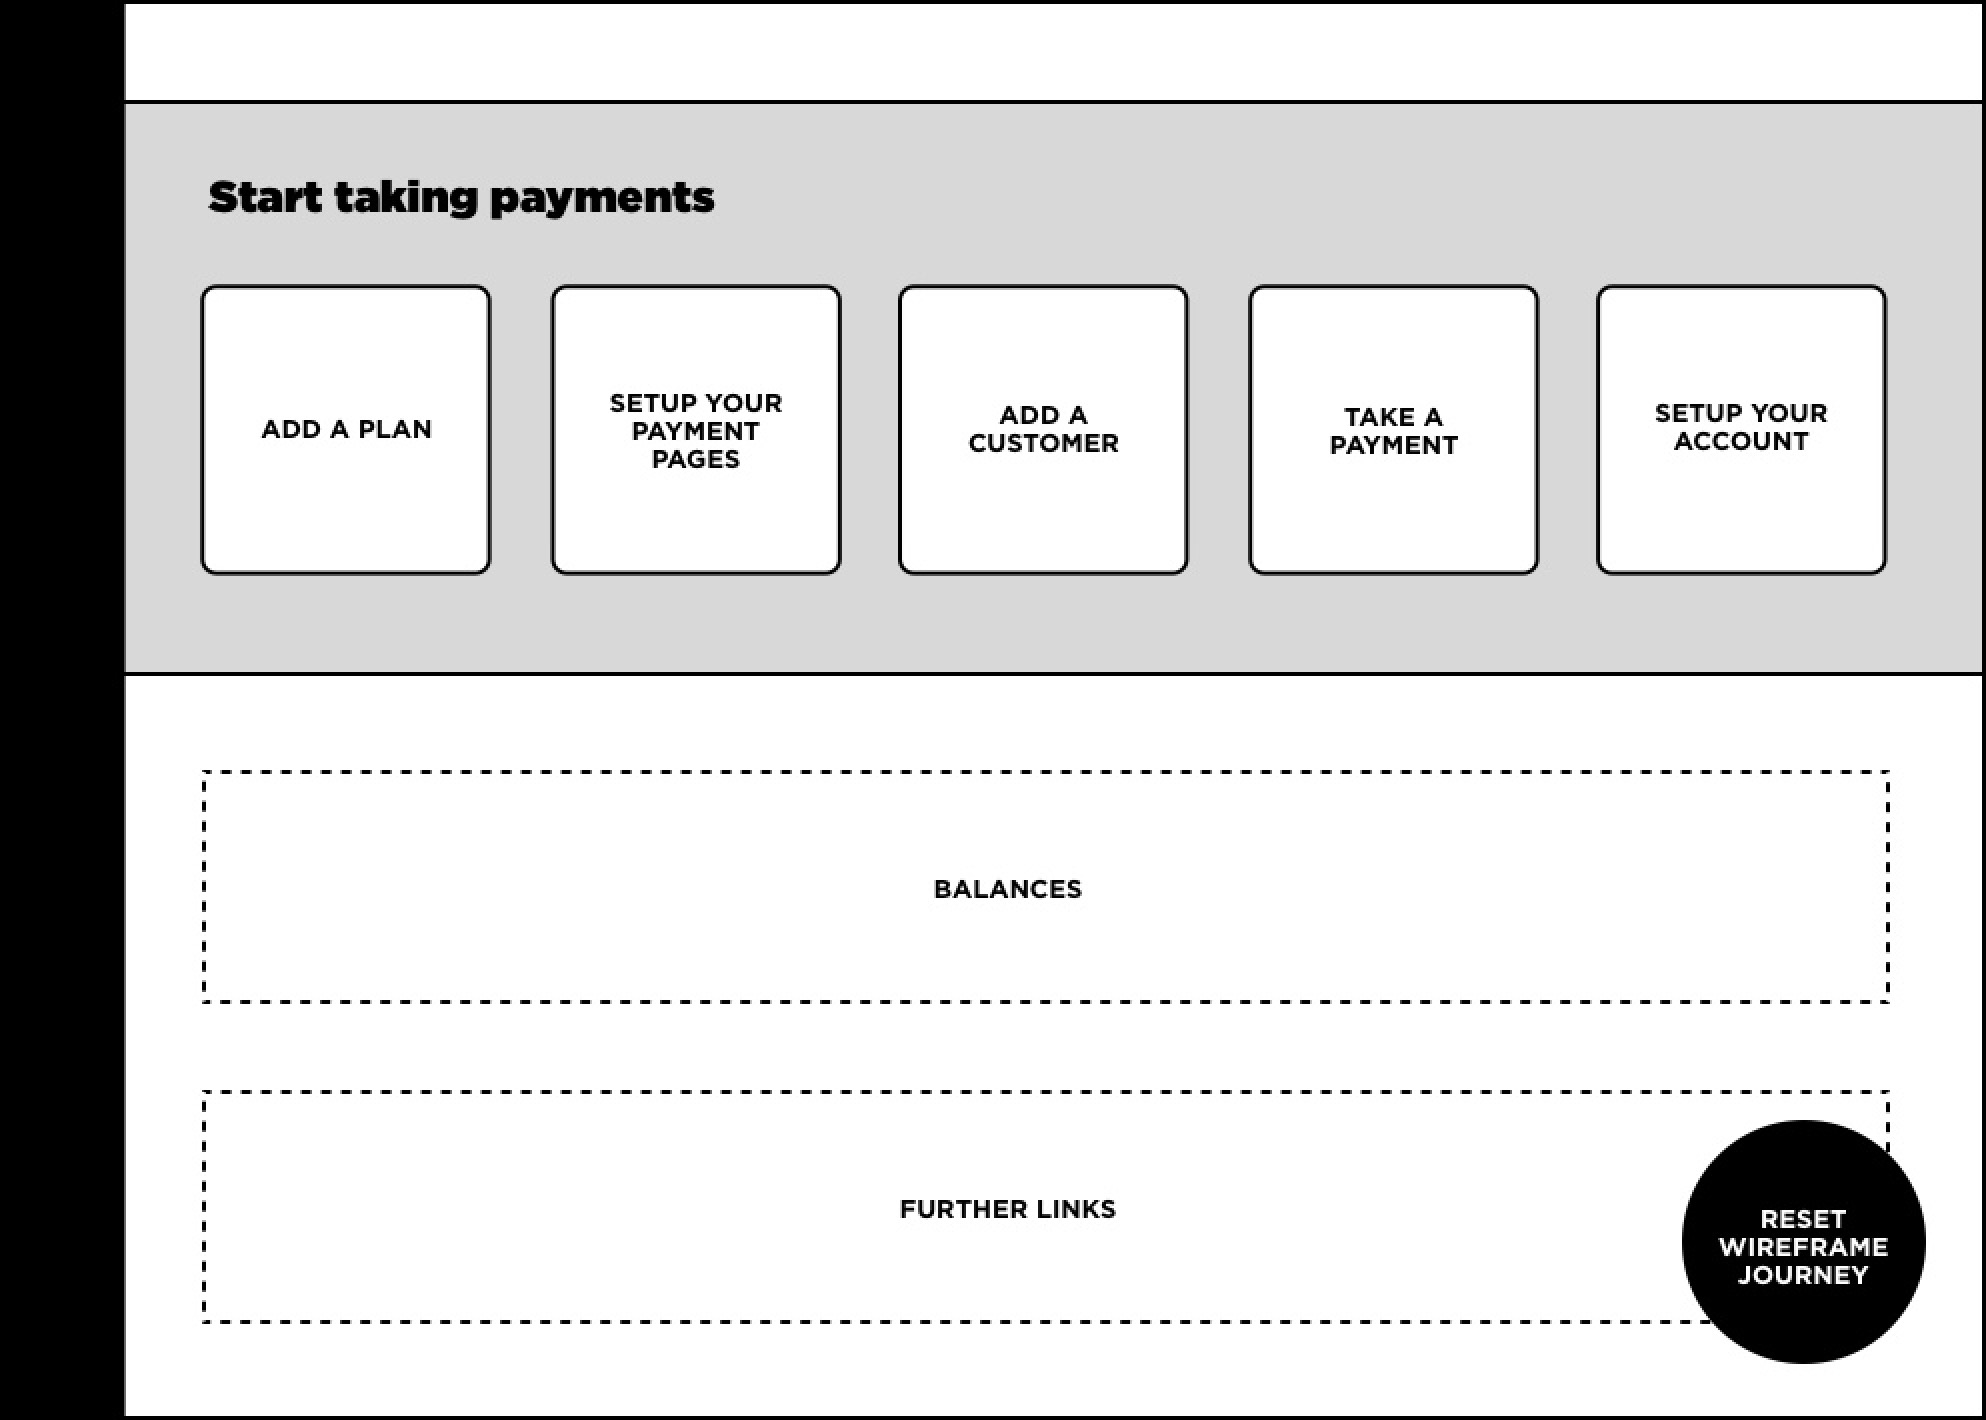 Start taking payments
ADD A PLAN
SETUP YOUR
PAYMENT
PAGES
ADD A
CUSTOMER
TAKE A
PAYMENT
SETUP YOUR
ACCOUNT
BALANCES
FURTHER LINKS
RESET
WIREFRAME
JOURNEY